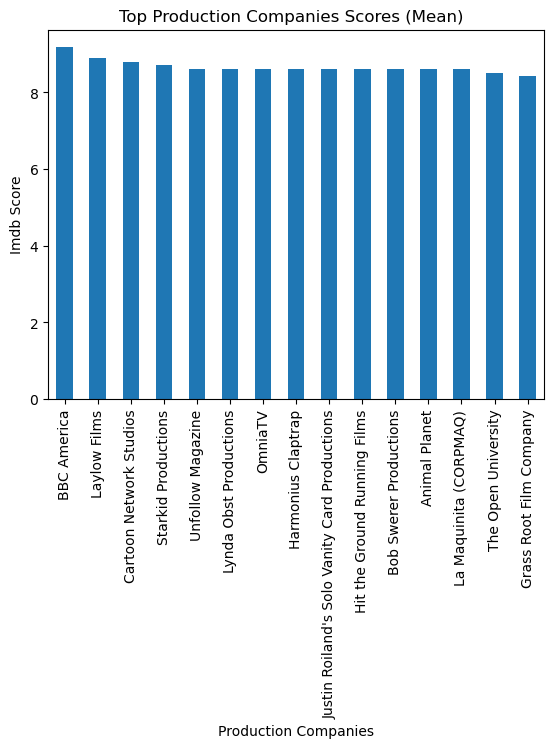 Top Production Companies Scores (Mean)
Imdb Score
8
6
4
2
0
BBC America
Laylow Films
Cartoon Network Studios
Starkid Productions
Unfollow Magazine
Lynda Obst Productions
OmniaTV
Harmonius Claptrap
Justin Roiland's Solo Vanity Card Productions
Hit the Ground Running Films
Bob Swerer Productions
Animal Planet
La Maquinita (CORPMAQ)
The Open University
Grass Root Film Company
Production Companies